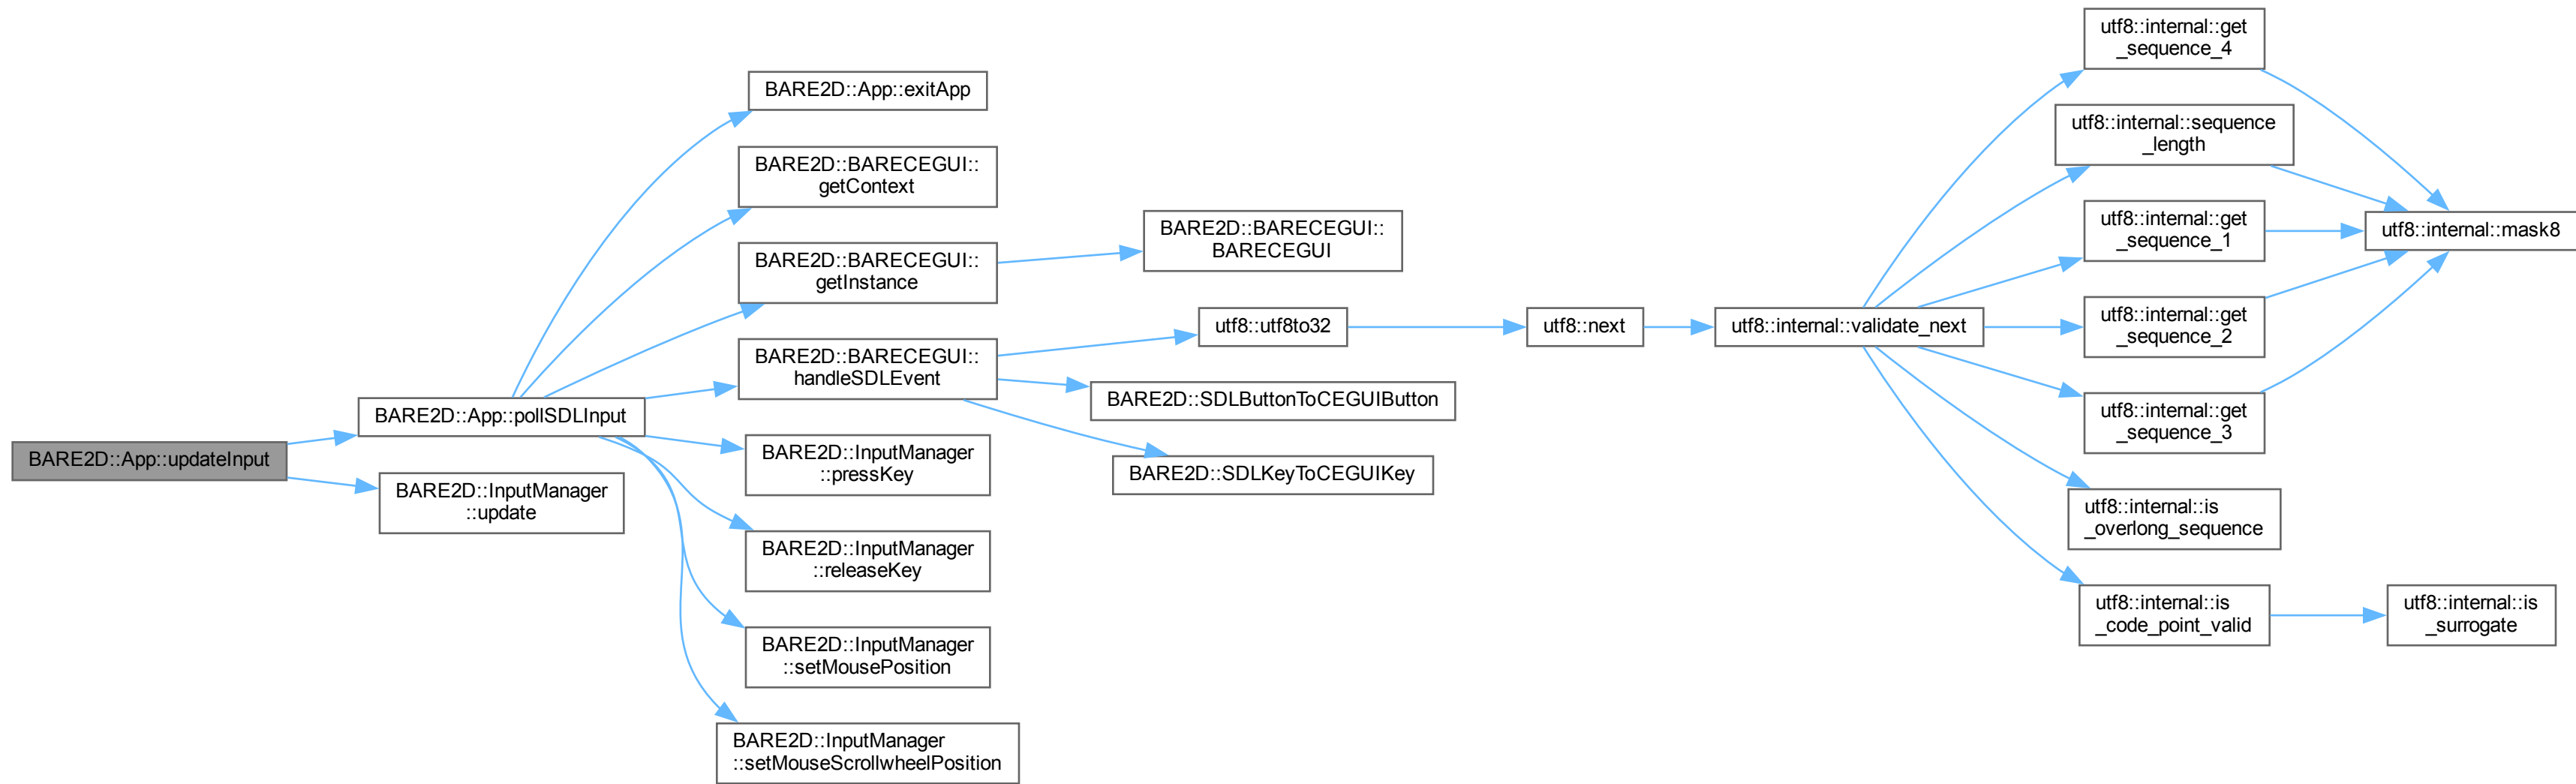 BARE2D::App::updateInput
BARE2D::App::pollSDLInput
BARE2D::InputManager
::update
BARE2D::App::exitApp
BARE2D::BARECEGUI::
getContext
BARE2D::BARECEGUI::
getInstance
BARE2D::BARECEGUI::
handleSDLEvent
BARE2D::InputManager
::pressKey
BARE2D::InputManager
::releaseKey
BARE2D::InputManager
::setMousePosition
BARE2D::InputManager
::setMouseScrollwheelPosition
BARE2D::BARECEGUI::
BARECEGUI
utf8::utf8to32
BARE2D::SDLButtonToCEGUIButton
BARE2D::SDLKeyToCEGUIKey
utf8::next
utf8::internal::validate_next
utf8::internal::get
_sequence_4
utf8::internal::sequence
_length
utf8::internal::get
_sequence_1
utf8::internal::get
_sequence_2
utf8::internal::get
_sequence_3
utf8::internal::is
_overlong_sequence
utf8::internal::is
_code_point_valid
utf8::internal::mask8
utf8::internal::is
_surrogate